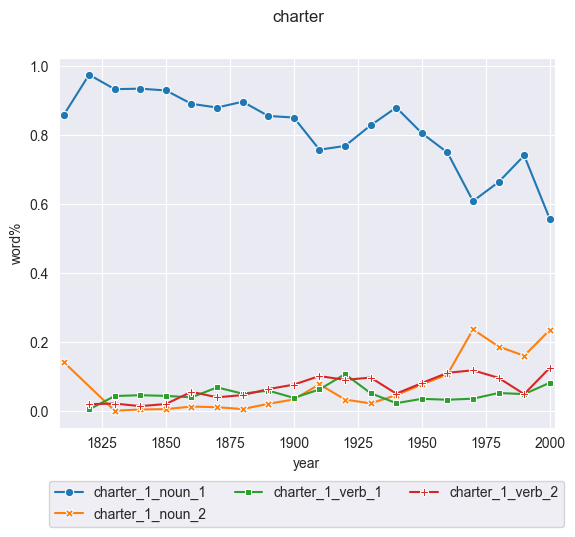 charter
1.0
0.8
0.6
0.4
0.2
0.0
word%
1825 1850 1875 1900 1925 1950 1975 2000
year
charter_1_noun_1 charter_1_verb_1 charter_1_verb_2
charter_1_noun_2